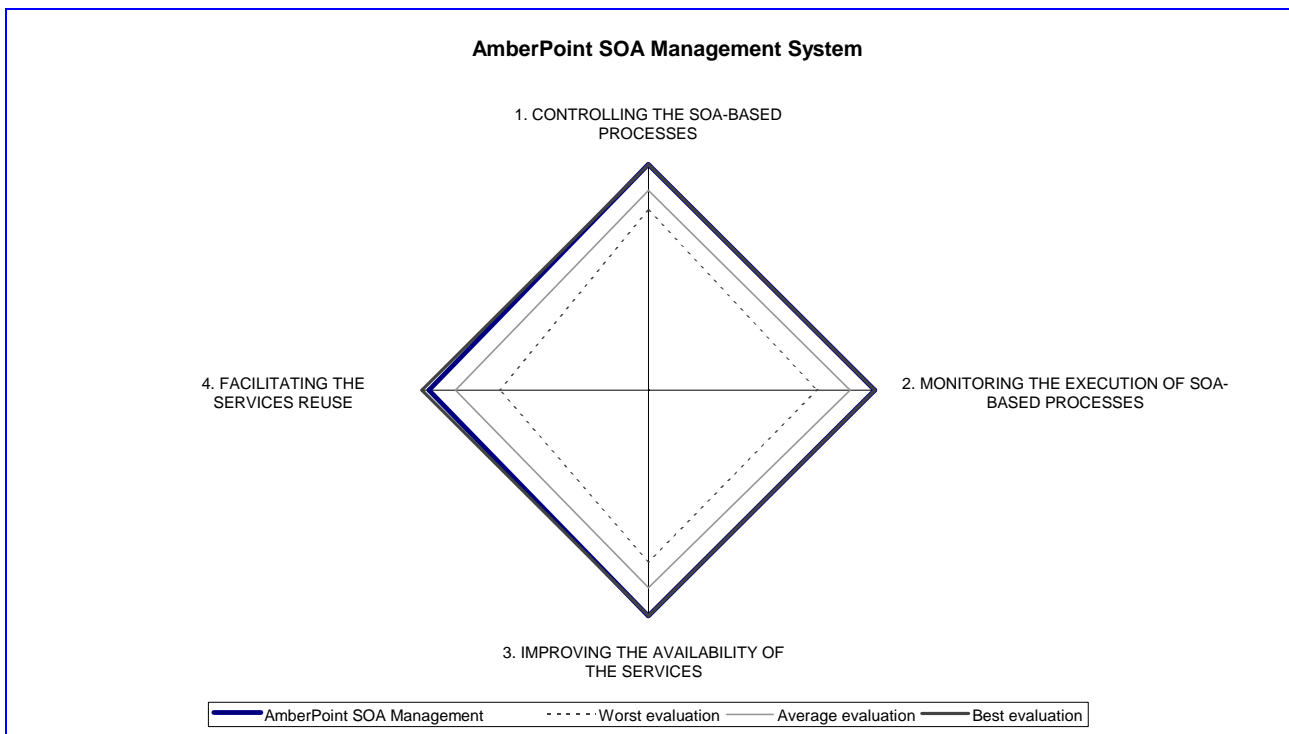 AmberPoint SOA Management System
1. CONTROLLING THE SOA-BASED
PROCESSES
4. FACILITATING THE
SERVICES REUSE
2. MONITORING THE EXECUTION OF SOA-
BASED PROCESSES
3. IMPROVING THE AVAILABILITY OF
THE SERVICES
AmberPoint SOA Management Worst evaluation Average evaluation Best evaluation